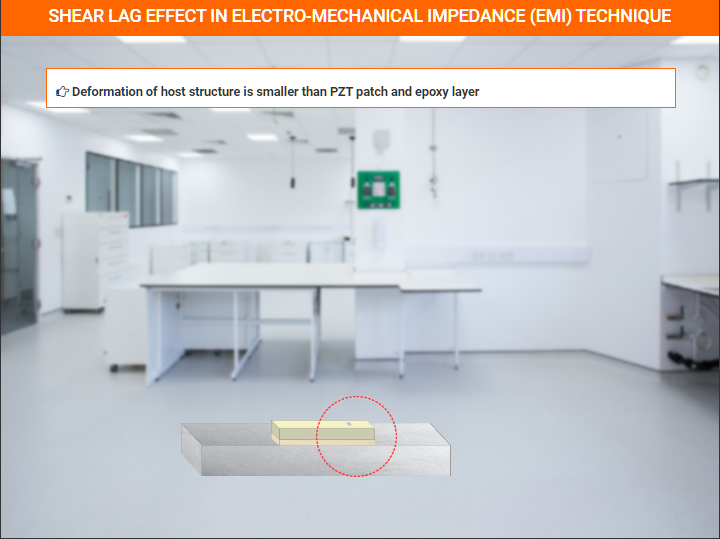 SHEAR LAG EFFECT IN ELECTRO-MECHANICAL IMPEDANCE (EMI) TECHNIQUE
Deformation of host structure is smaller than PZT patch and epoxy layer